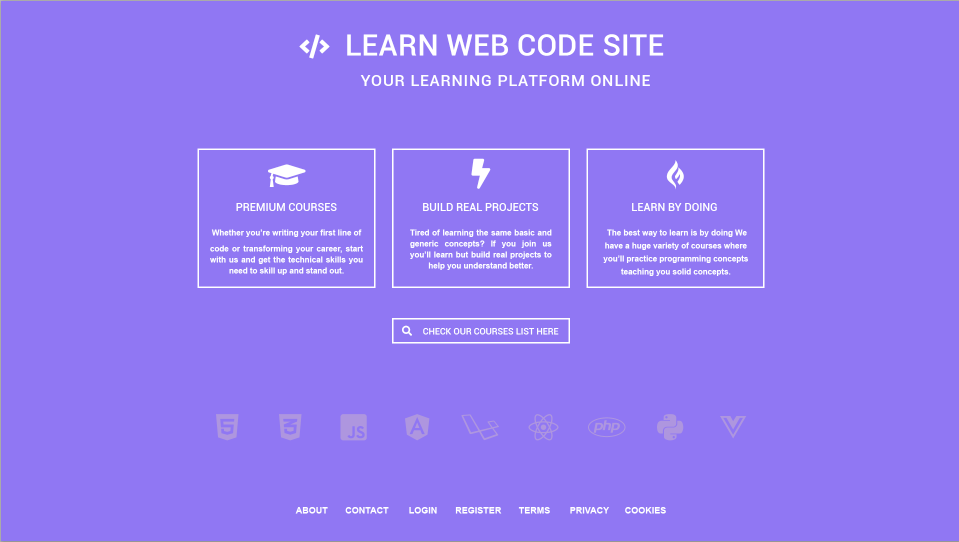 LEARN WEB CODE SITE
YOUR LEARNING PLATFORM ONLINE
PREMIUM COURSES
Whether you're writing your first line of
code or transforming your career, start
with us and get the technical skills you
need to skill up and stand out.
BUILD REAL PROJECTS
Tired of learning the same basic and
generic concepts? If you join us
you'll learn but build real projects to
help you understand better.
LEARN BY DOING
The best way to learn is by doing We
have a huge variety of courses where
you'll practice programming concepts
teaching you solid concepts.
CHECK OUR COURSES LIST HERE
5 3 JS A php
ABOUT CONTACT LOGIN REGISTER TERMS PRIVACY COOKIES